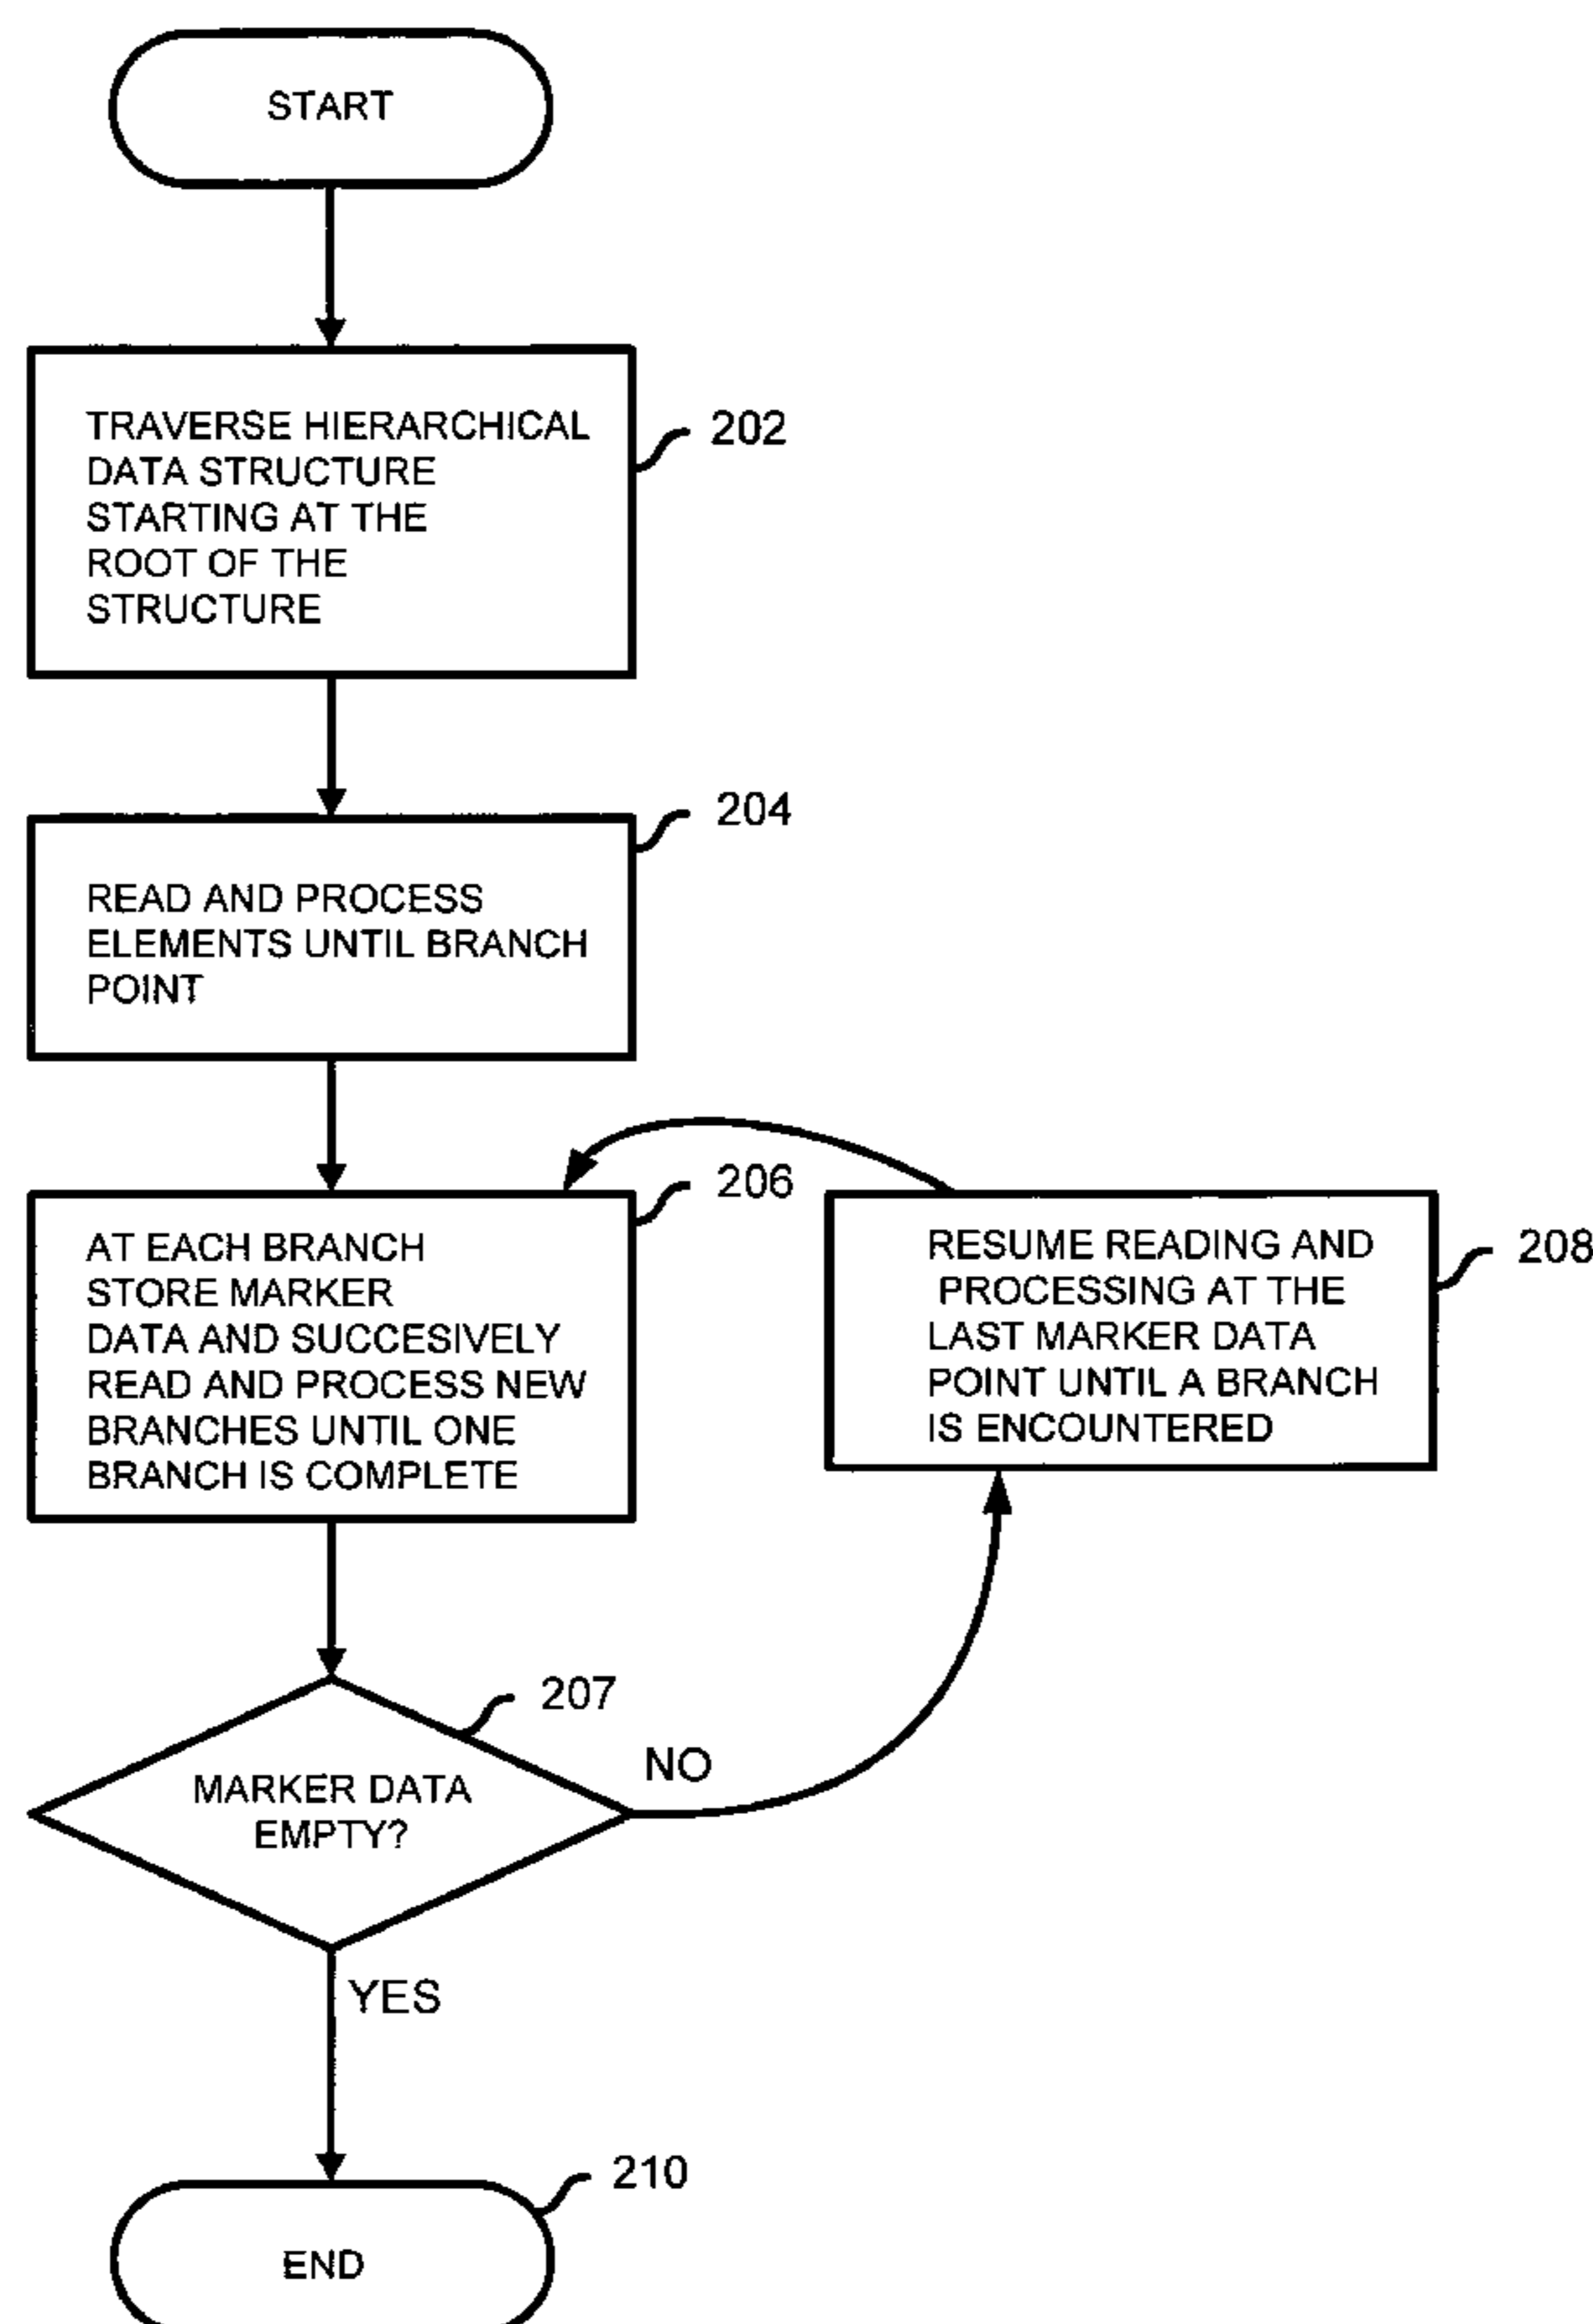 START
TRAVERSE HIERARCHICAL
DATA STRUCTURE
STARTING AT THE
ROOT OF THE
STRUCTURE
202
READ AND PROCESS
ELEMENTS UNTIL BRANCH
POINT
204
AT EACH BRANCH
STORE MARKER
DATA AND SUCCESIVELY
READ AND PROCESS NEW
BRANCHES UNTIL ONE
BRANCH IS COMPLETE
206
RESUME READING AND
PROCESSING AT THE
LAST MARKER DATA
POINT UNTIL A BRANCH
IS ENCOUNTERED
208
MARKER DATA
EMPTY?
207
NO
YES
END
210